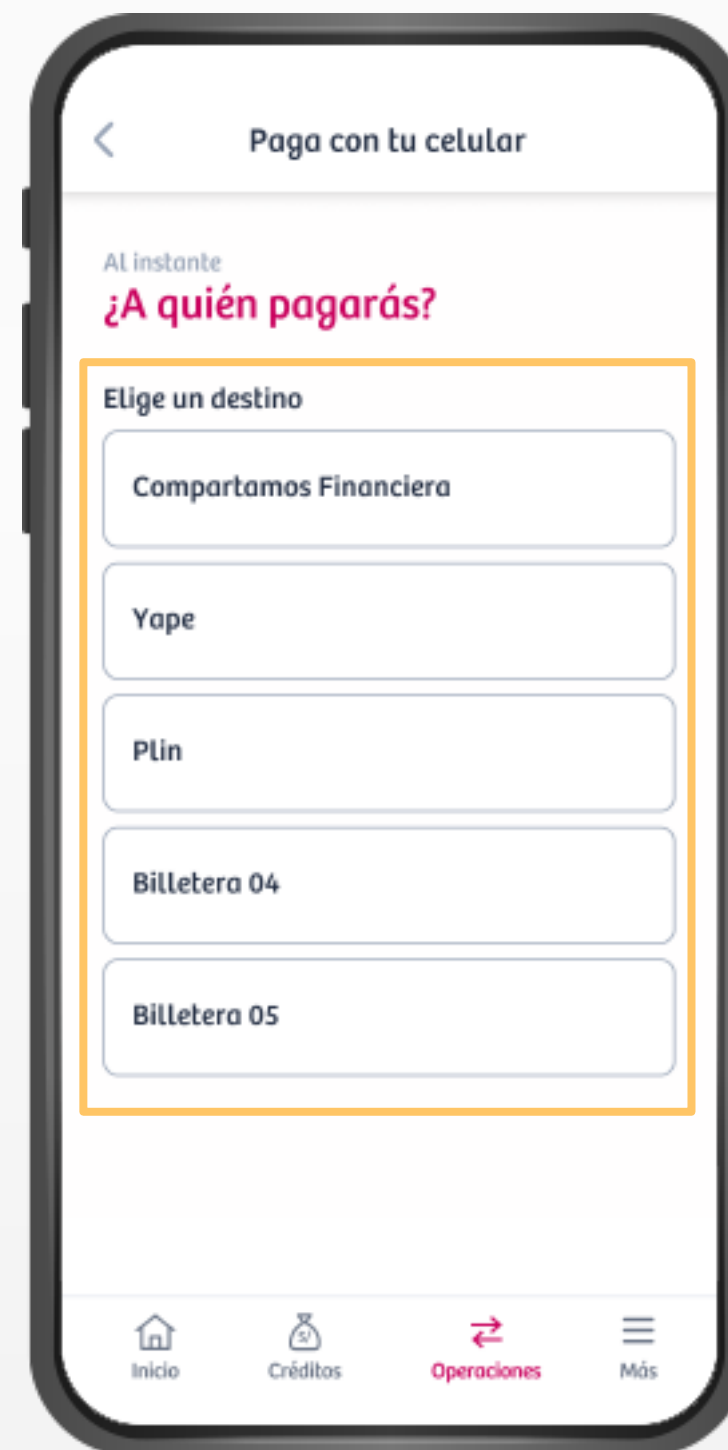 Paga con tu celular
Al instante
¿A quién pagarás?
Elige un destino
Compartamos Financiera
Yape
Plin
Billetera 04
Billetera 05
S/
Inicio Créditos Operaciones Más